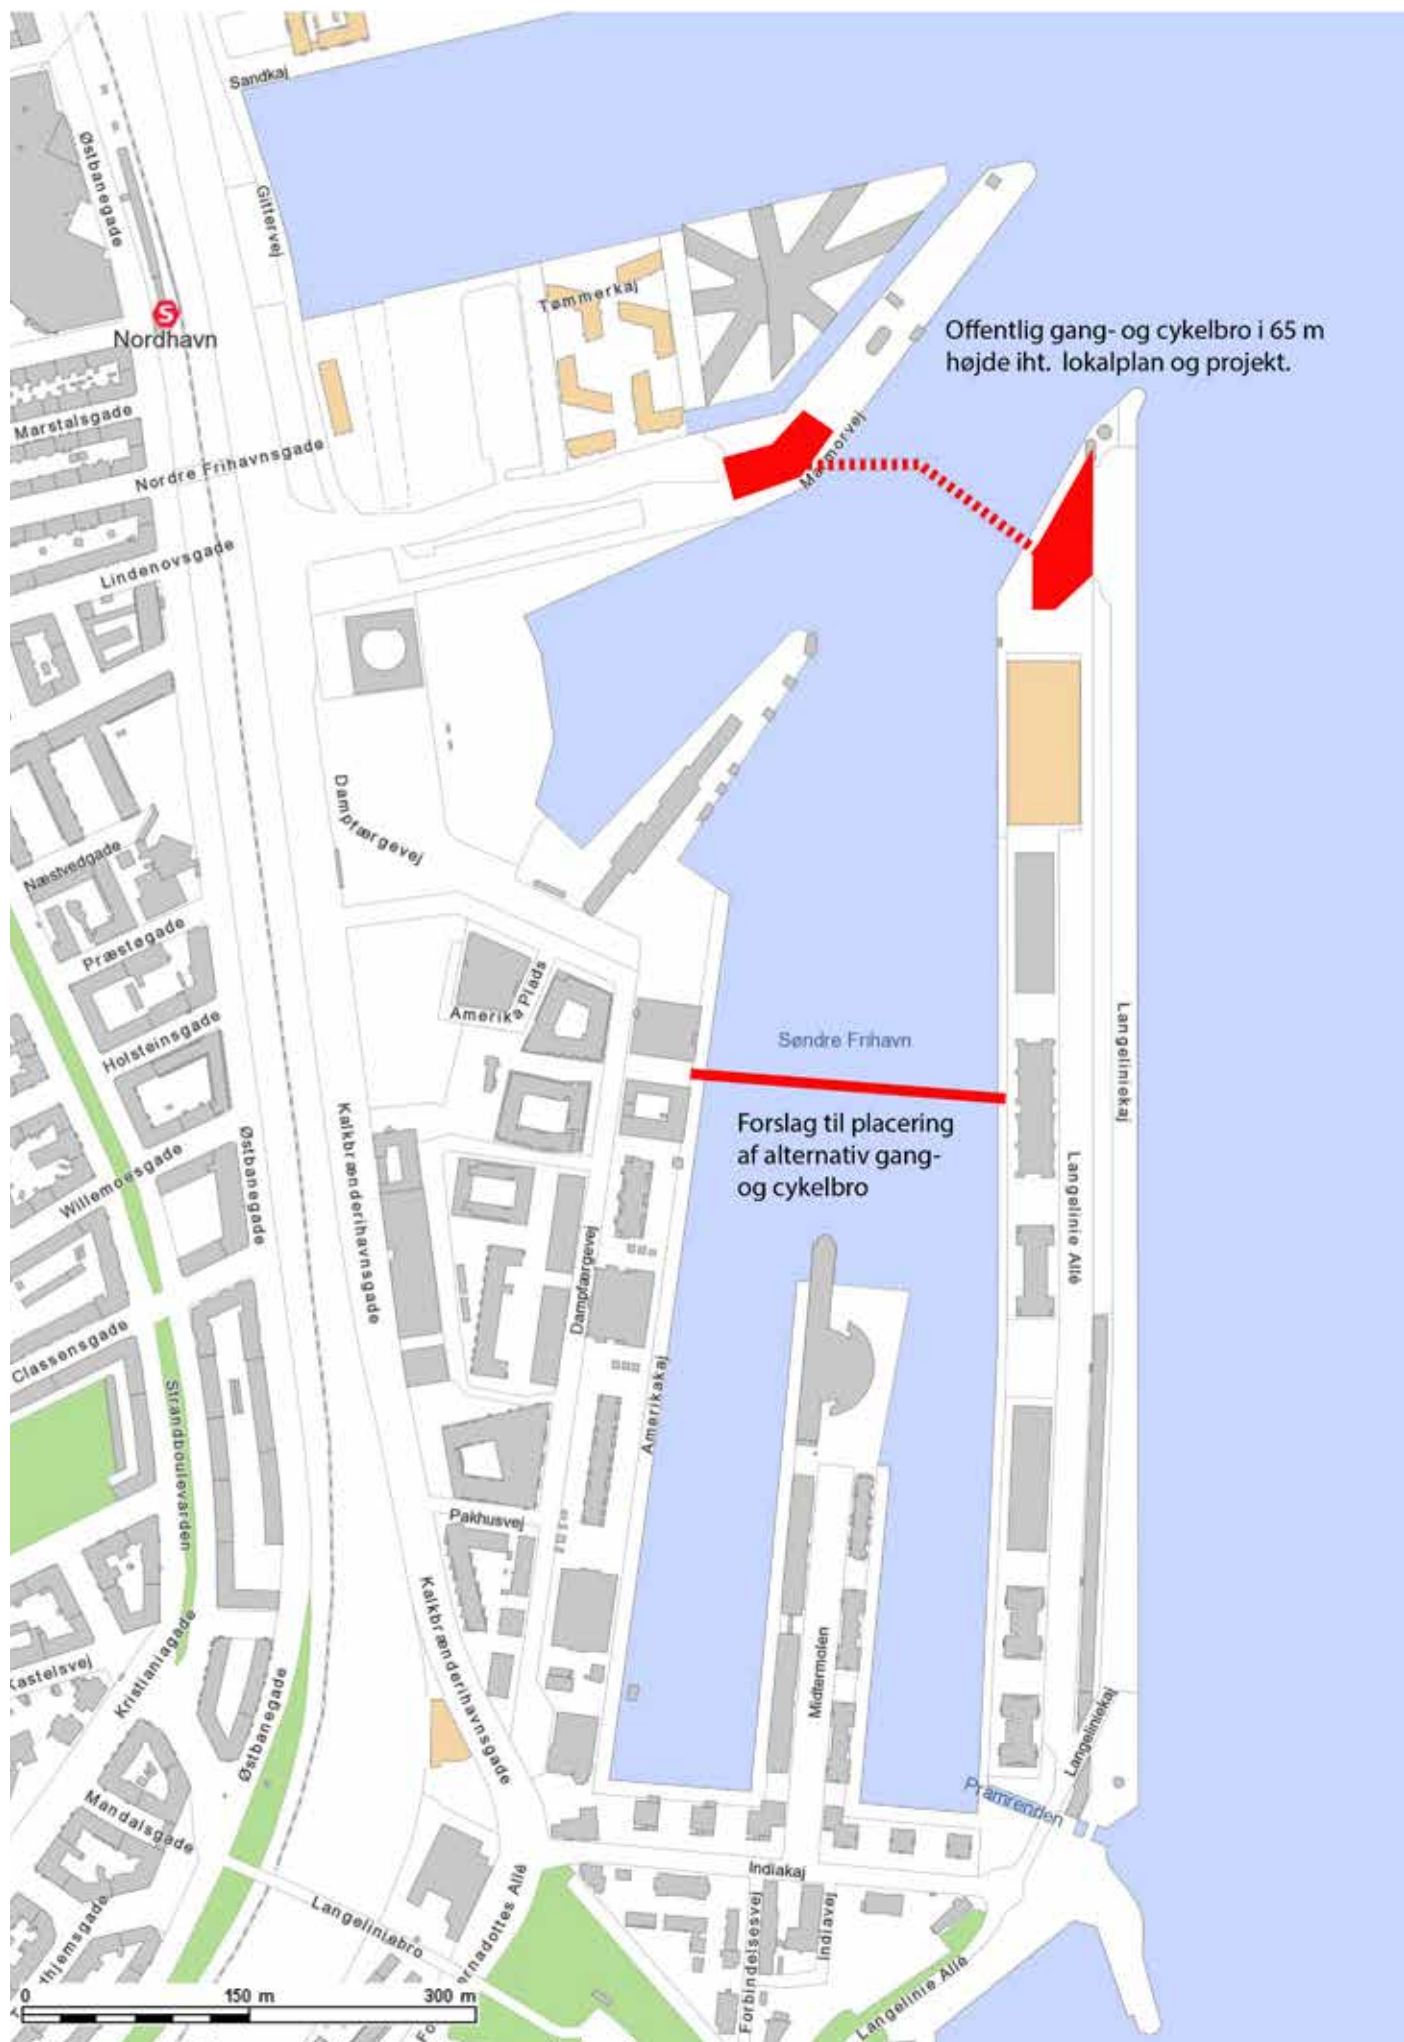 Sandkaj
Østbanegade
Gittervej
S
Nordhavn
Tømmerkaj
Offentlig gang- og cykelbro i 65 m
højde iht.  lokalplan og projekt.
Marstalsgade
Nordre Frihavnsgade
Marmorvej
Lindenovsgade
Dampfærgevej
Næstvedgade
Præstøgade
Amerika Plads
Holsteinsgade
Søndre Frihavn
Langeliniekaj
Forslag til placering
af alternativ gang-
og cykelbro
Kalkbrænderihavnsgade
Østbanegade
Willemoesgade
Langelinie Allé
Dampfærgevej
Classensgade
Strandboulevarden
Amerikakaj
Pakhusvej
Kalkbrænderihavnsgade
Kristianiagade
Midtermolen
Østbanegade
Langeliniekaj
Pramrenden
Mandalsgade
Indiakaj
Langeliniebro
Forbindelsesvej
Indiavej
Langelinie Allé
0 150 m 300 m